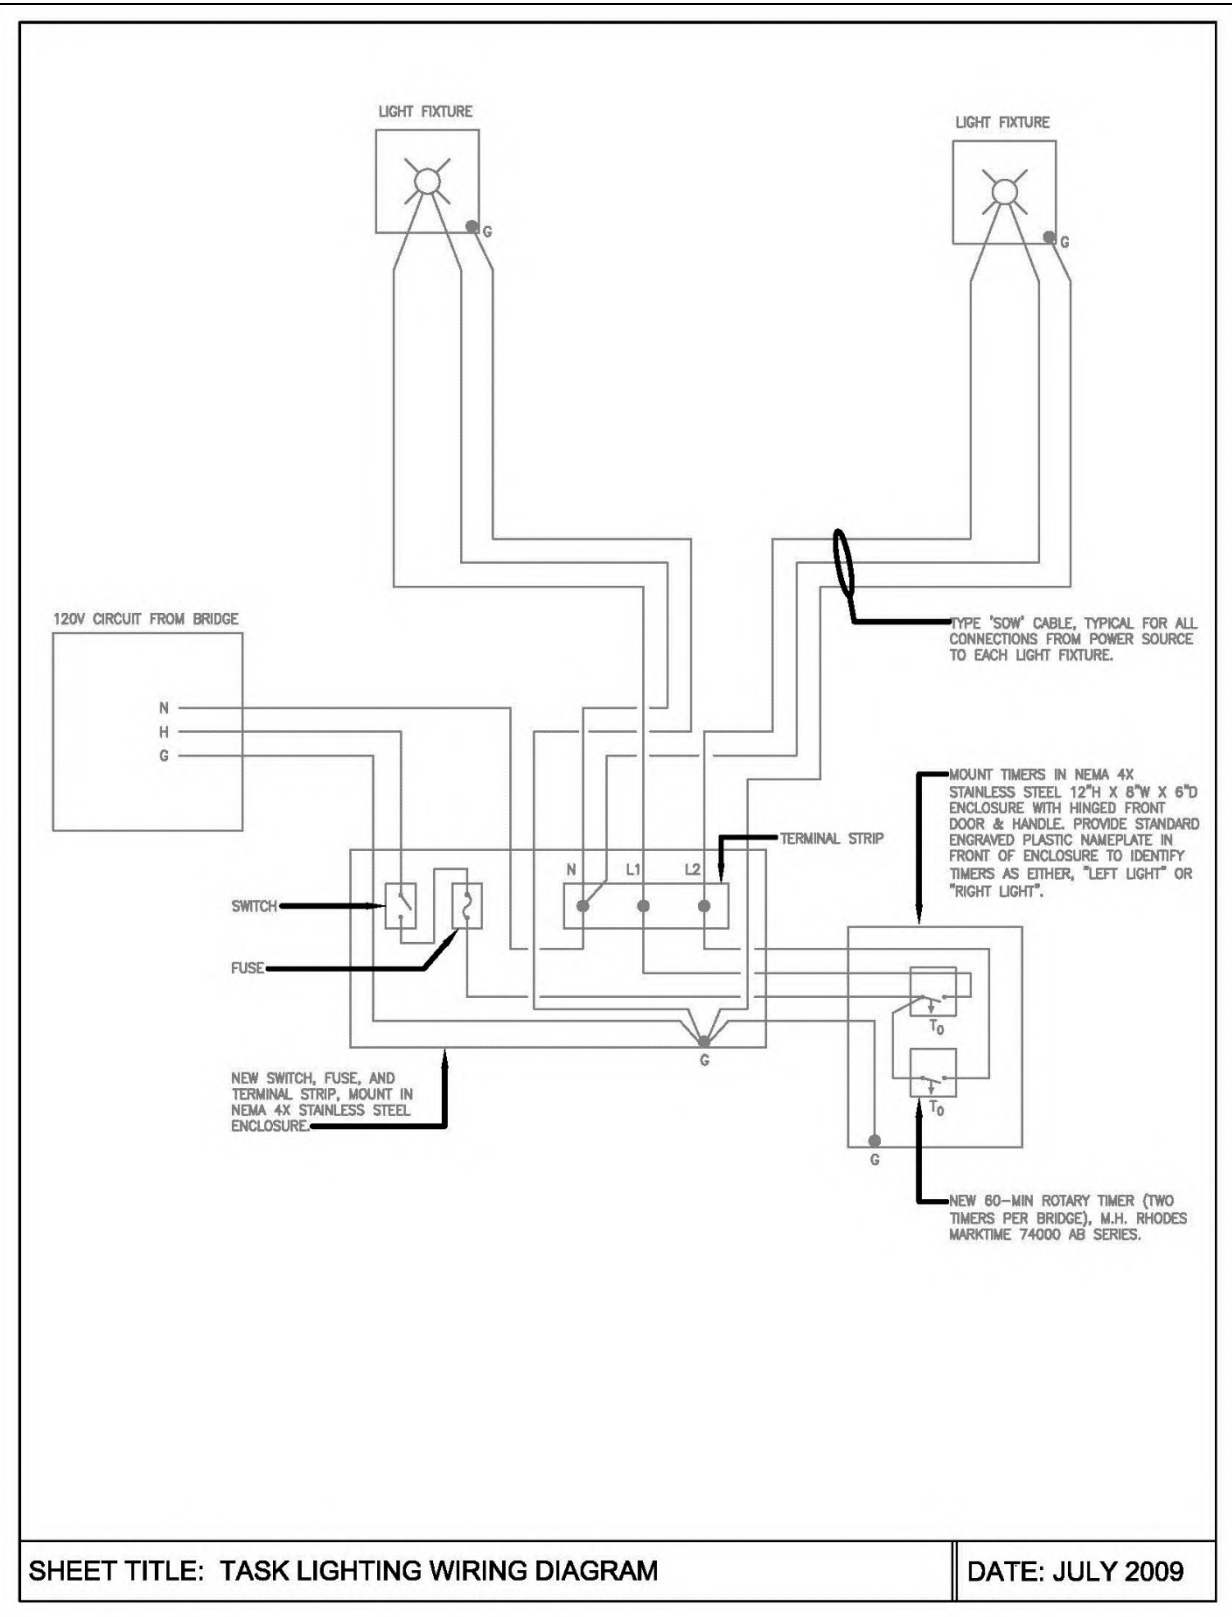 LIGHT FIXTURE
LIGHT FIXTURE
G
G
TYPE 'SOW' CABLE, TYPICAL FOR ALL
CONNECTIONS FROM POWER SOURCE
TO EACH LIGHT FIXTURE.
120V CIRCUIT FROM BRIDGE
N
H
G
MOUNT TIMERS IN NEMA 4X
STAINLESS STEEL 12"H X 8"W X 6"D
ENCLOSURE WITH HINGED FRONT
DOOR & HANDLE. PROVIDE STANDARD
ENGRAVED PLASTIC NAMEPLATE IN
FRONT OF ENCLOSURE TO IDENTIFY
TIMERS AS EITHER, "LEFT LIGHT" OR
"RIGHT LIGHT".
TERMINAL STRIP
N L1 L2
SWITCH
FUSE
TO
G
NEW SWITCH, FUSE, AND
TERMINAL STRIP, MOUNT IN
NEMA 4X STAINLESS STEEL
ENCLOSURE.
TO
G
NEW 60-MIN ROTARY TIMER (TWO
TIMERS PER BRIDGE), M.H. RHODES
MARKTIME 74000 AB SERIES.
SHEET TITLE: TASK LIGHTING WIRING DIAGRAM
DATE: JULY 2009